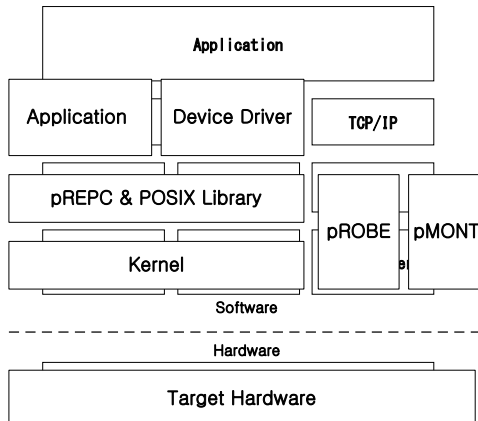 Application
Application
Device Driver
TCP/IP
pREPC & POSIX Library
pROBE
pMONT
Kernel
Software
Hardware
Target Hardware